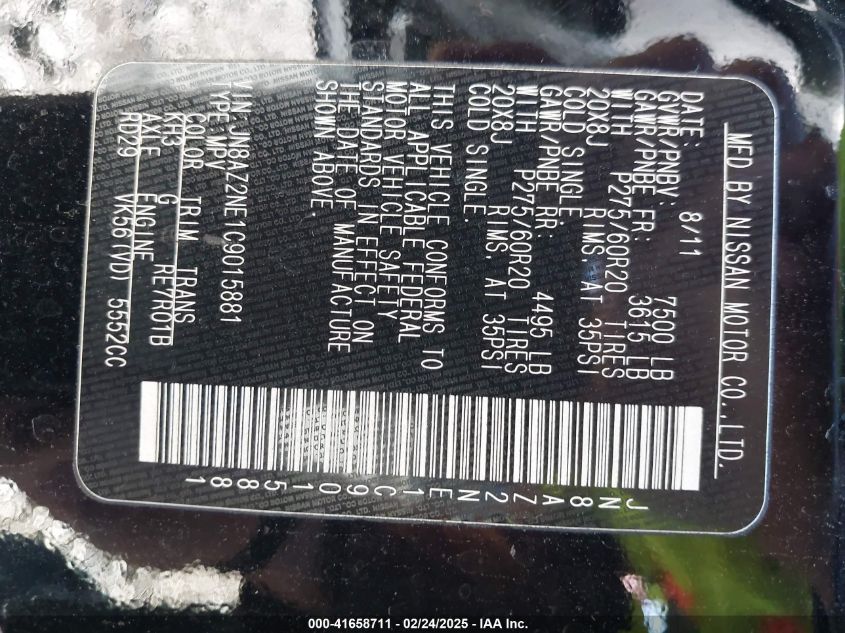 MFD BY NISSAN MOTOR CO.,LTD.
DATE: 8/11
GVWR/PNBV: 7500 LB
GAWR/PNBE FR: 3615 LB
WITH P275/60R20 TIRES
20X8J RIMS, AT 35PSI
COLD SINGLE
GAWR/PNBE RR: 4495 LB
WITH P275/60R20 TIRES
20X8J RIMS, AT 35PSI
COLD SINGLE:
THIS VEHICLE CONFORMS TO
ALL APPLICABLE FEDERAL
MOTOR VEHICLE SAFETY
STANDARDS IN EFFECT ON
THE DATE OF MANUFACTURE
SHOWN ABOVE
V.I.N JN8AZ2NE1C9015881
TYPE MPV
COLOR TRIM TRANS
KH3 G RE7R01B
AXLE ENGINE
RD29 VK56(VD) 5552CC
JN8AZ2NE1C9015881
000-41658711 - 02/24/2025 - IAA Inc.